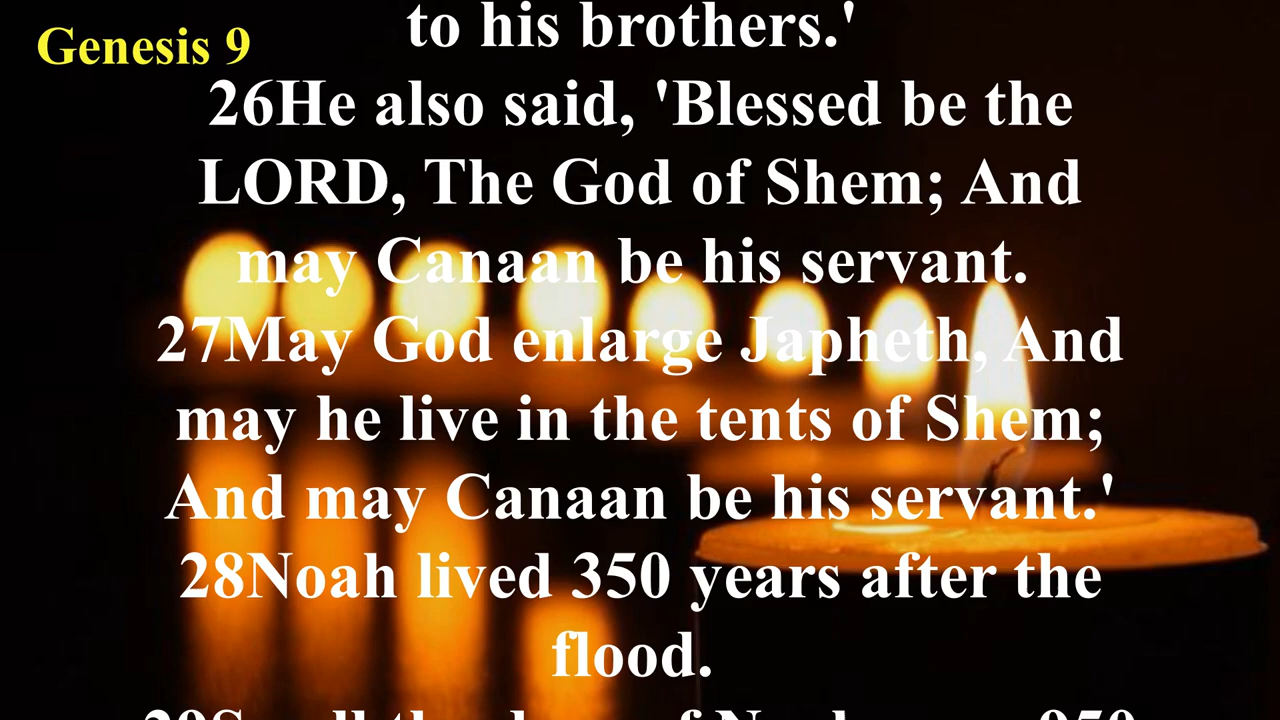 Genesis 9
to his brothers.'
26He also said, 'Blessed be the
LORD, The God of Shem; And
may Canaan be his servant.
27May God enlarge Japheth, And
may he live in the tents of Shem;
And may Canaan be his servant.'
28Noah lived 350 years after the
flood.